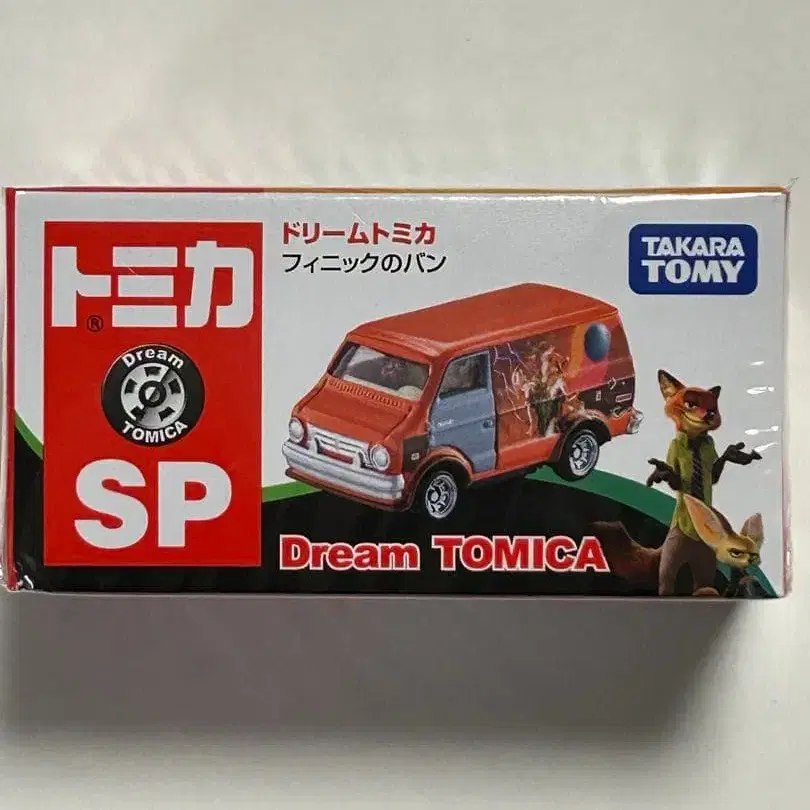 トミカ
®
Dream
TOMICA
SP
ドリームトミカ
フィニックのバン
TAKARA
TOMY
Dream TOMICA